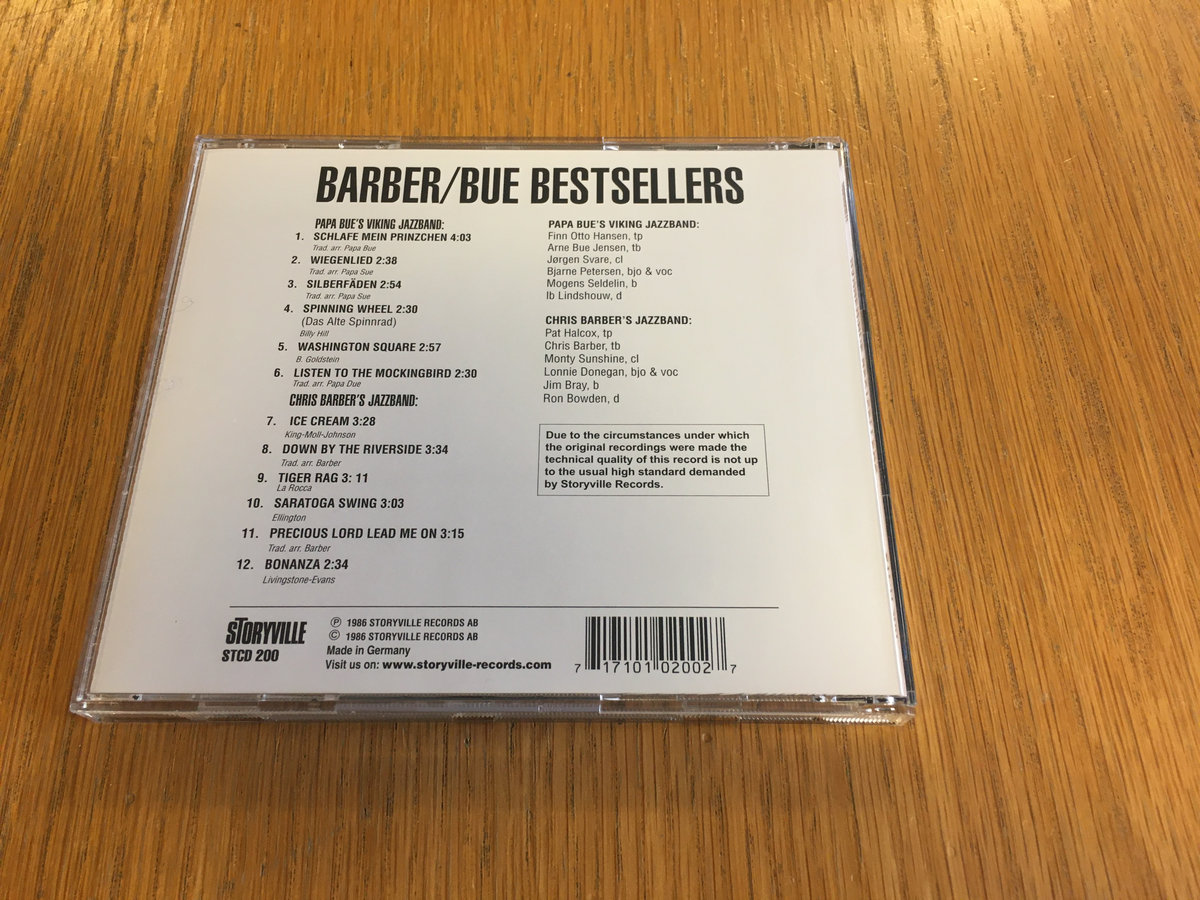 BARBER/BUE BESTSELLERS
PAPA BUE'S VIKING JAZZBAND:
1. SCHLAFE MEIN PRINZCHEN 4:03
Trad. arr. Papa Bue
2. WIEGENLIED 2:38
Trad. arr. Papa Sue
3. SILBERFÄDEN 2:54
Trad. arr. Papa Sue
4. SPINNING WHEEL 2:30
(Das Alte Spinnrad)
Billy Hill
5. WASHINGTON SQUARE 2:57
B. Goldstein
6. LISTEN TO THE MOCKINGBIRD 2:30
Trad. arr. Papa Due
CHRIS BARBER'S JAZZBAND:
7. ICE CREAM 3:28
King-Moll-Johnson
8. DOWN BY THE RIVERSIDE 3:34
Trad. arr. Barber
9. TIGER RAG 3: 11
La Rocca
10. SARATOGA SWING 3:03
Ellington
11. PRECIOUS LORD LEAD ME ON 3:15
Trad. arr. Barber
12. BONANZA 2:34
Livingstone-Evans
PAPA BUE'S VIKING JAZZBAND:
Finn Otto Hansen, tp
Arne Bue Jensen, tb
Jørgen Svare, cl
Bjarne Petersen, bjo & voc
Mogens Seldelin, b
Ib Lindshouw, d
CHRIS BARBER'S JAZZBAND:
Pat Halcox, tp
Chris Barber, tb
Monty Sunshine, cl
Lonnie Donegan, bjo & voc
Jim Bray, b
Ron Bowden, d
Due to the circumstances under which
the original recordings were made the
technical quality of this record is not up
to the usual high standard demanded
by Storyville Records.
STORYVILLE
STCD 200
℗ 1986 STORYVILLE RECORDS AB
© 1986 STORYVILLE RECORDS AB
Made in Germany
Visit us on: www.storyville-records.com
7 17101 02002 7